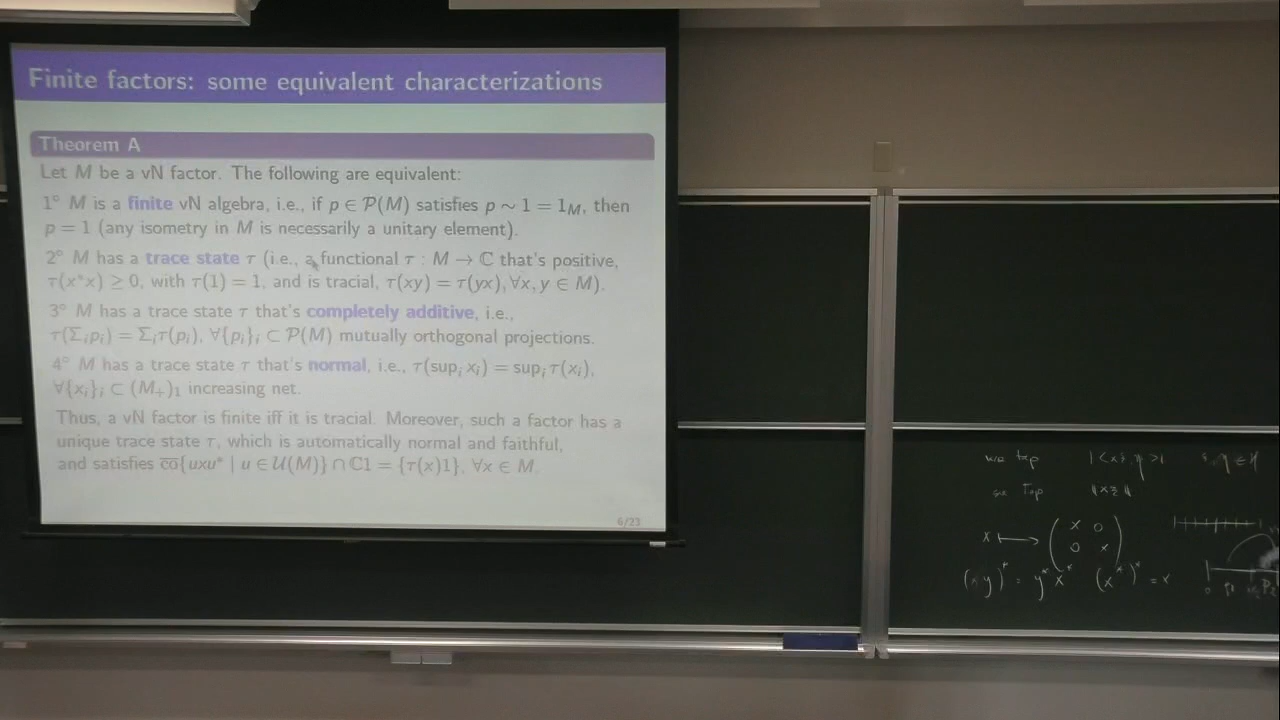 Finite factors: some equivalent characterizations
Theorem A
Let M be a vN factor. The following are equivalent:
1° M is a finite vN algebra, i.e., if p ∈ P(M) satisfies p ∼ 1 = 1_M, then
p = 1 (any isometry in M is necessarily a unitary element).
2° M has a trace state τ (i.e., a functional τ : M → ℂ that's positive,
τ(x*x) ≥ 0, with τ(1) = 1, and is tracial, τ(xy) = τ(yx), ∀x, y ∈ M).
3° M has a trace state τ that's completely additive, i.e.,
τ(Σ_i p_i) = Σ_i τ(p_i), ∀{p_i}_i ⊂ P(M) mutually orthogonal projections.
4° M has a trace state τ that's normal, i.e., τ(sup_i x_i) = sup_i τ(x_i),
∀{x_i}_i ⊂ (M_+)_1 increasing net.
Thus, a vN factor is finite iff it is tracial. Moreover, such a factor has a
unique trace state τ, which is automatically normal and faithful,
and satisfies co̅{uxu* | u ∈ U(M)} ∩ ℂ1 = {τ(x)1}, ∀x ∈ M.
6/23
top
Top
x ⟼ ( x 0
0 x )
(xy)* = y*x* (x*)* = x